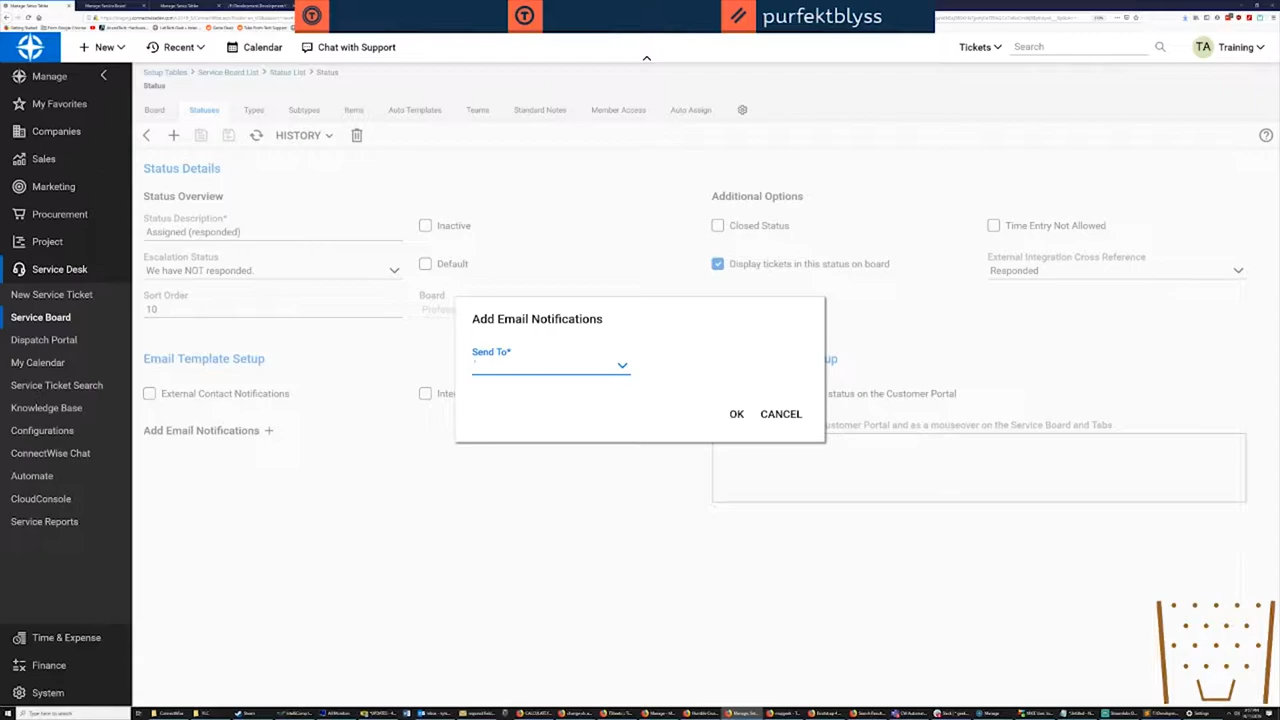 purfektblyss
New
Recent
Calendar
Chat with Support
Tickets
Search
TA
Training
Manage
My Favorites
Companies
Sales
Marketing
Procurement
Project
Service Desk
New Service Ticket
Service Board
Dispatch Portal
My Calendar
Service Ticket Search
Knowledge Base
Configurations
ConnectWise Chat
Automate
CloudConsole
Service Reports
Time & Expense
Finance
System
Setup Tables > Service Board List > Status List > Status
Status
Board Statuses Types Subtypes Items Auto Templates Teams Standard Notes Member Access Auto Assign
HISTORY
Status Details
Status Overview
Status Description*
Assigned (responded)
Inactive
Escalation Status
We have NOT responded.
Default
Sort Order
10
Board
Profes
Additional Options
Closed Status
Time Entry Not Allowed
Display tickets in this status on board
External Integration Cross Reference
Responded
Email Template Setup
External Contact Notifications
Inte
Add Email Notifications +
up
status on the Customer Portal
ustomer Portal and as a mouseover on the Service Board and Tabs
Add Email Notifications
Send To*
OK CANCEL
Type here to search